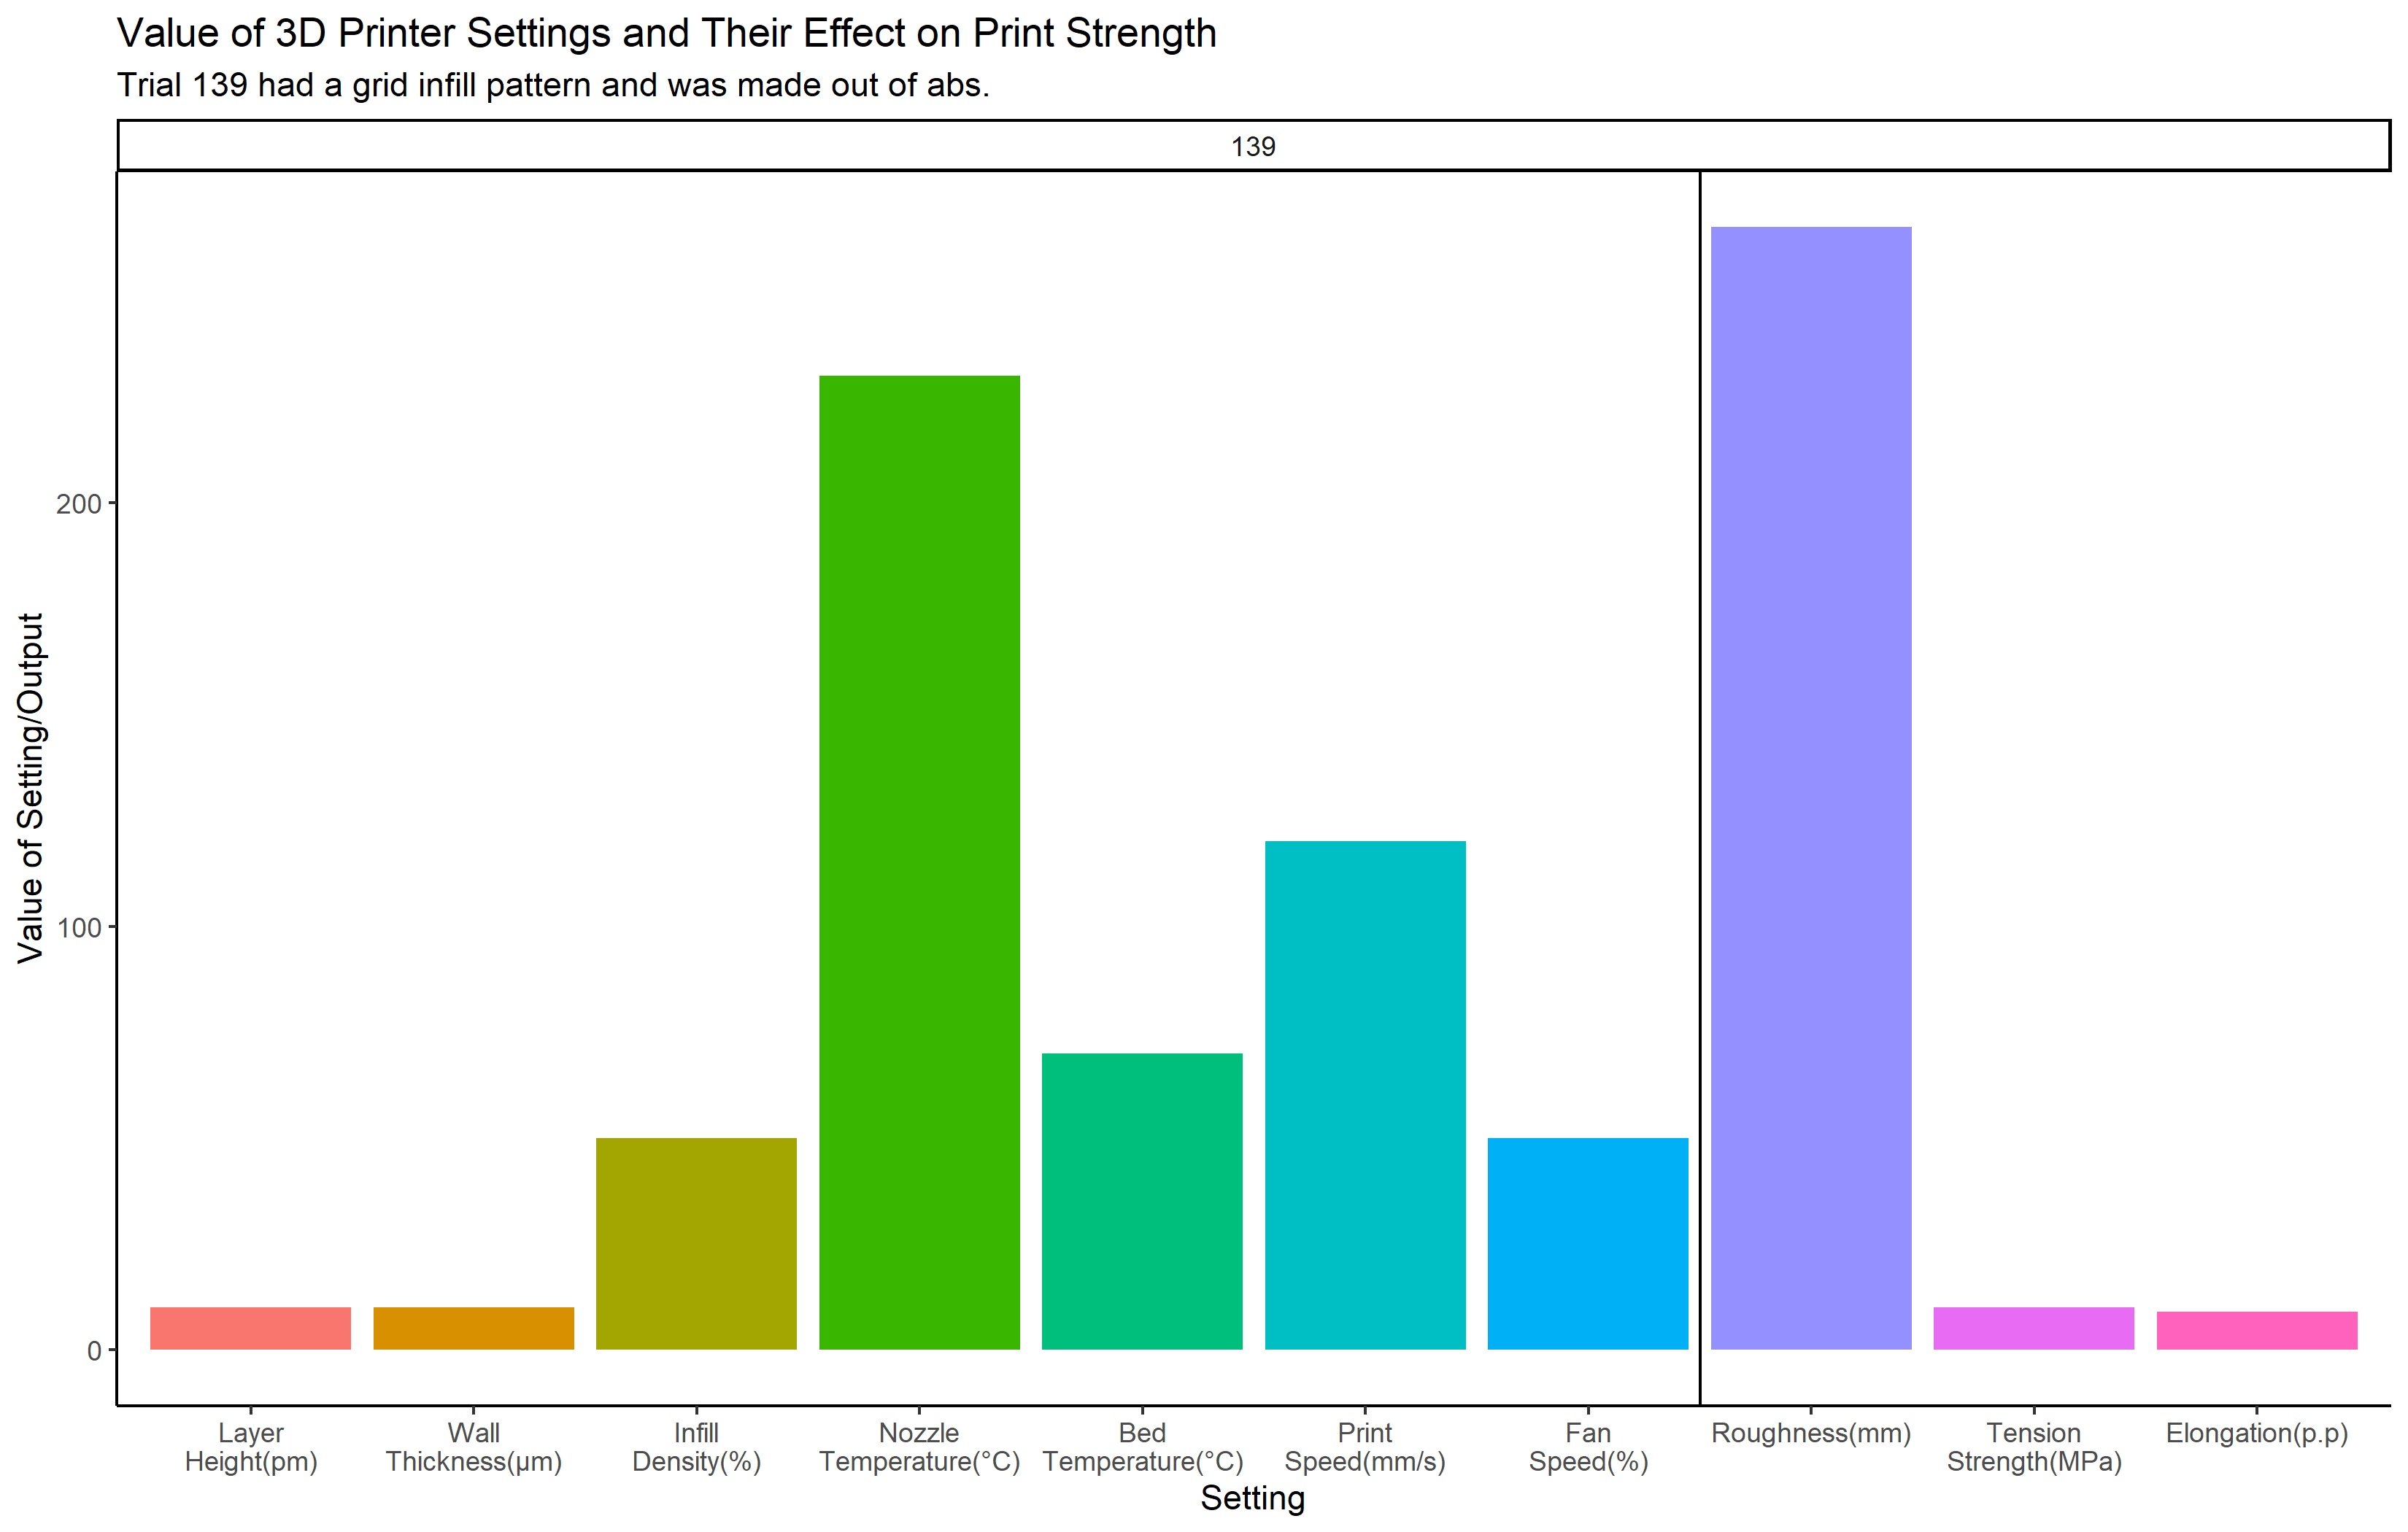 Value of 3D Printer Settings and Their Effect on Print Strength
Trial 139 had a grid infill pattern and was made out of abs.
139
Value of Setting/Output
200
100
0
Layer
Height(pm)
Wall
Thickness(µm)
Infill
Density(%)
Nozzle
Temperature(°C)
Bed
Temperature(°C)
Print
Speed(mm/s)
Fan
Speed(%)
Roughness(mm)
Tension
Strength(MPa)
Elongation(p.p)
Setting